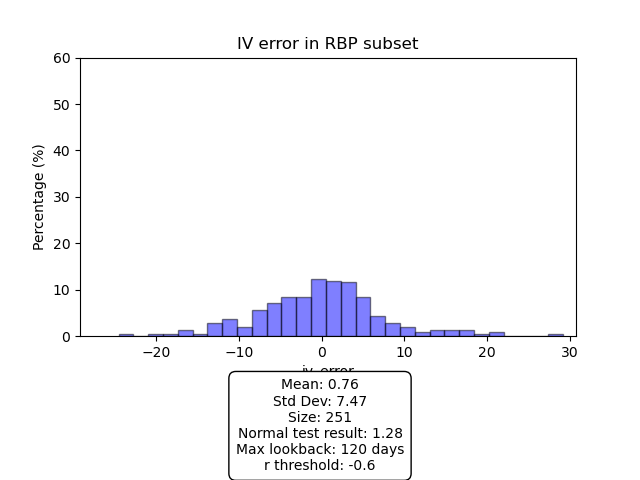 IV error in RBP subset
60
50
40
30
20
10
0
Percentage (%)
−20
−10
0
10
20
30
iv_error
Mean: 0.76
Std Dev: 7.47
Size: 251
Normal test result: 1.28
Max lookback: 120 days
r threshold: -0.6